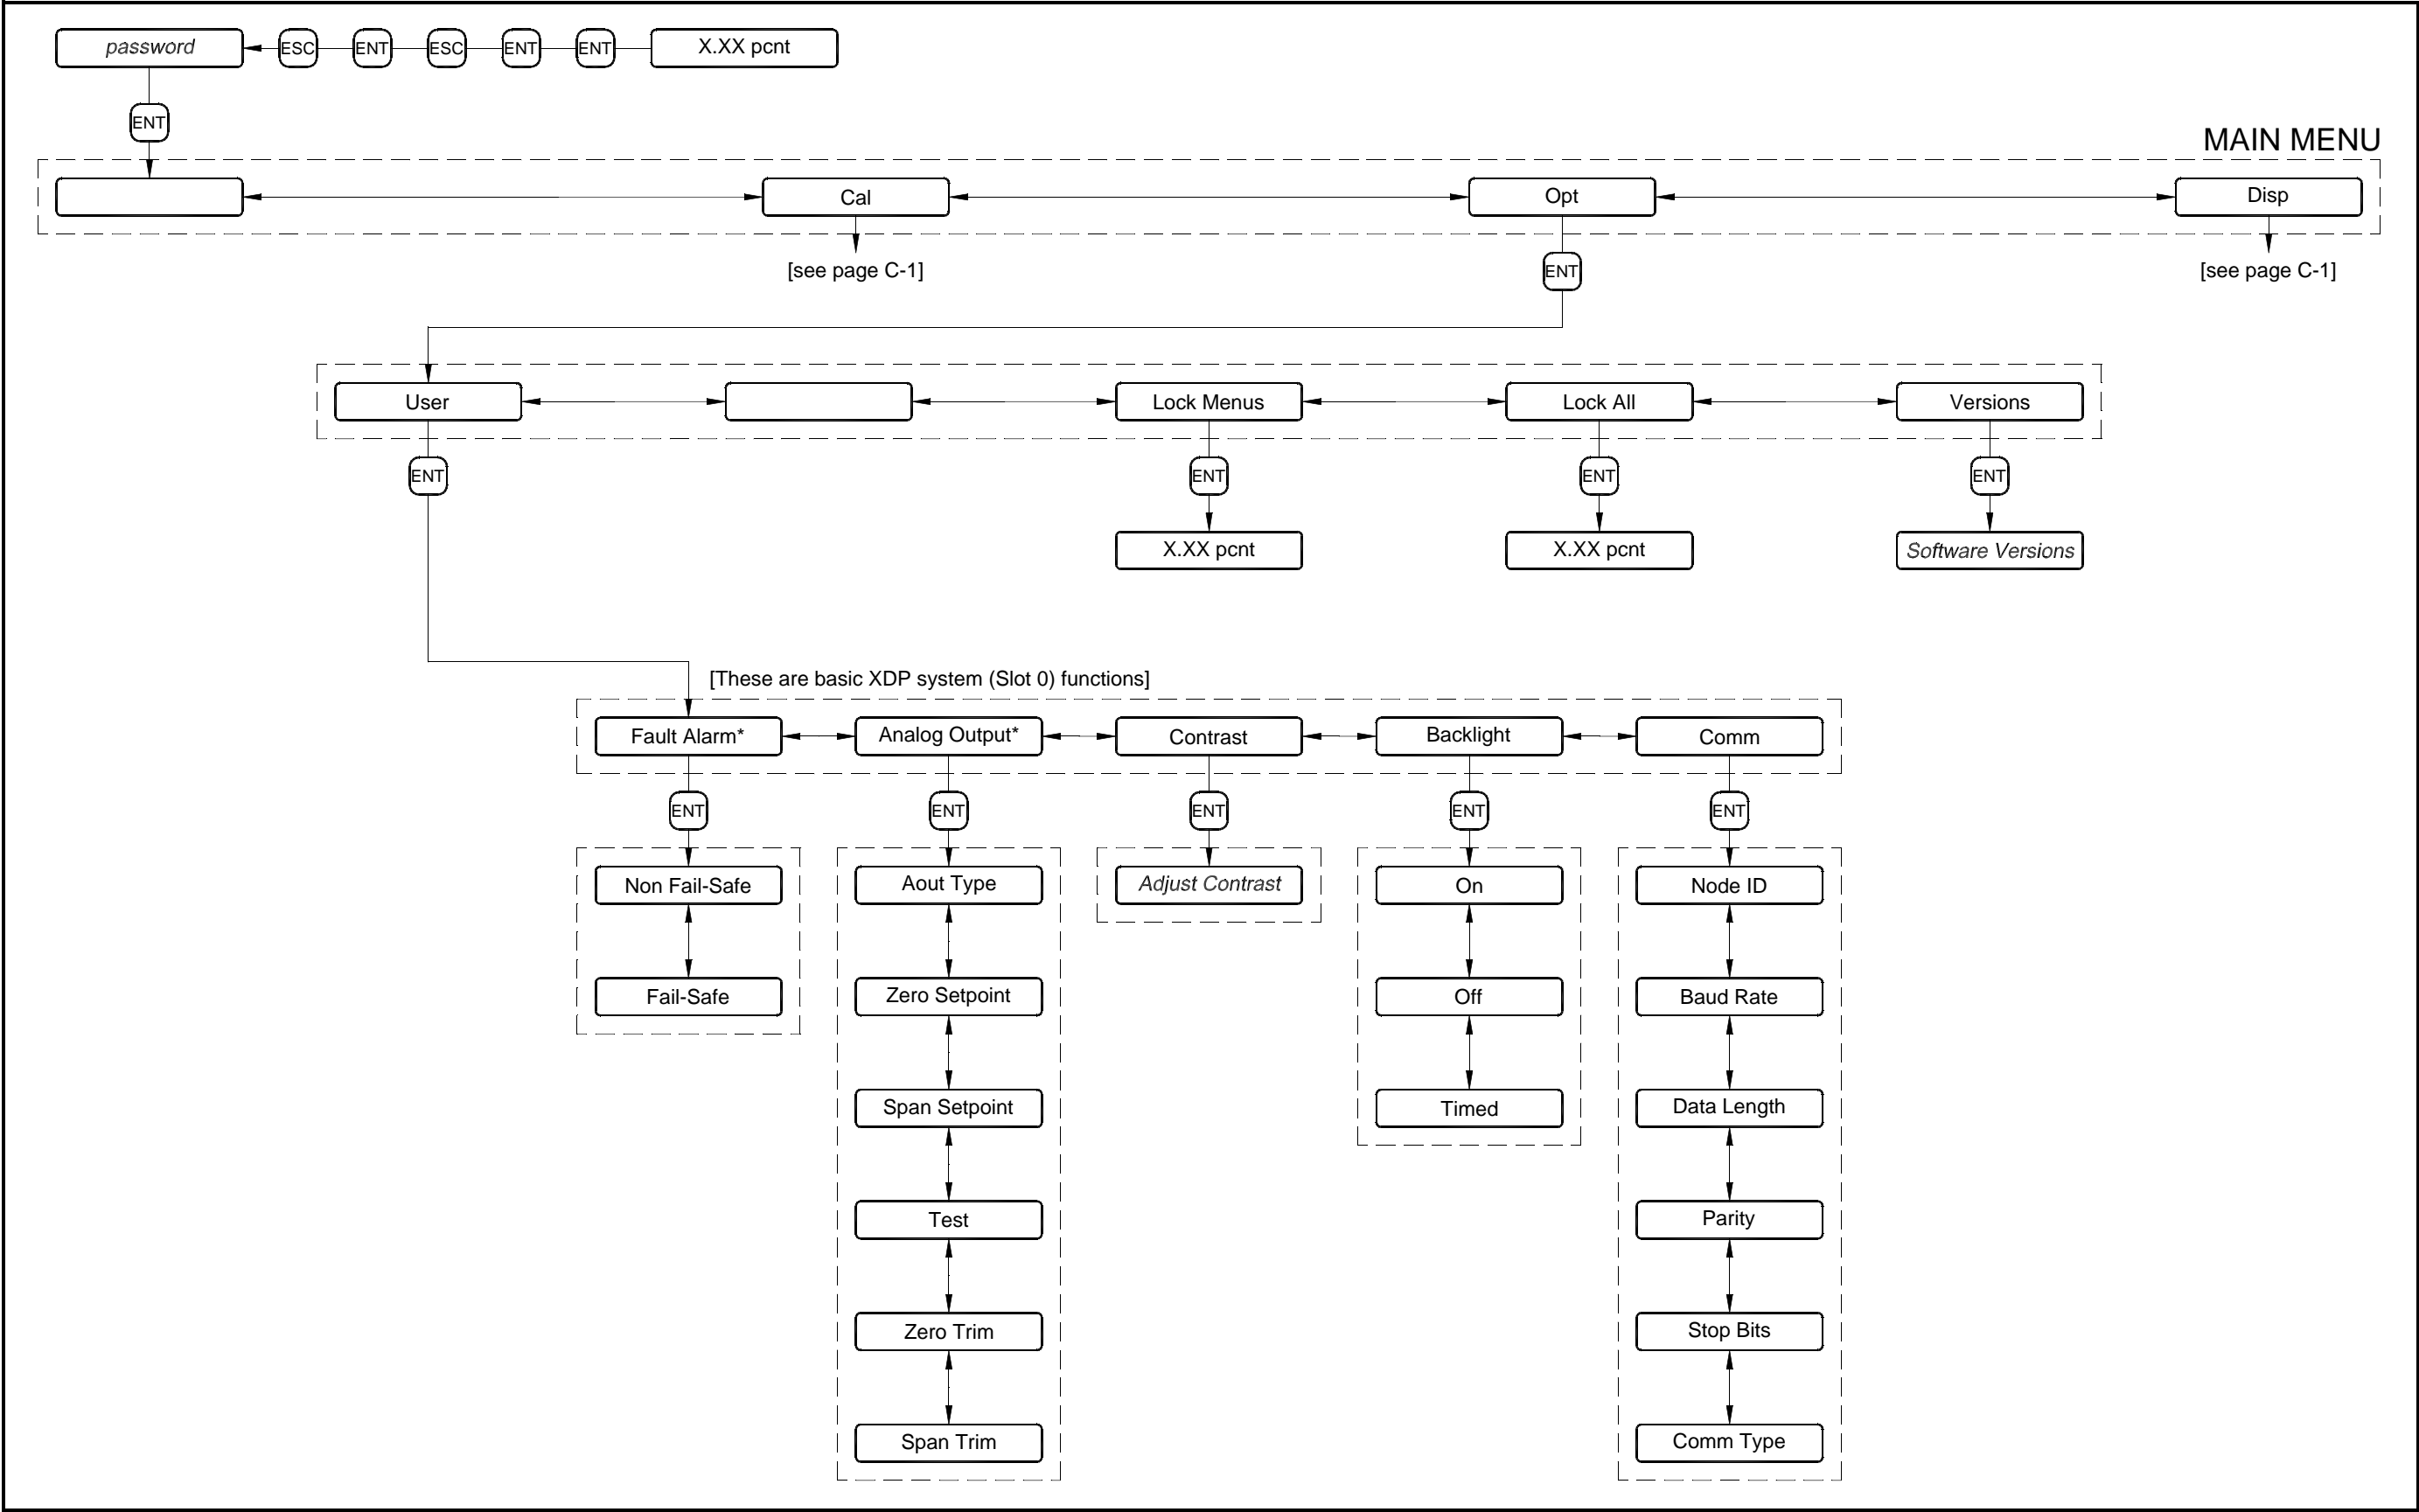 password
ESC
ENT
ESC
ENT
ENT
X.XX pcnt
ENT
MAIN MENU
Cal
Opt
Disp
[see page C-1]
ENT
[see page C-1]
User
Lock Menus
Lock All
Versions
ENT
ENT
ENT
ENT
X.XX pcnt
X.XX pcnt
Software Versions
[These are basic XDP system (Slot 0) functions]
Fault Alarm*
Analog Output*
Contrast
Backlight
Comm
ENT
ENT
ENT
ENT
ENT
Non Fail-Safe
Aout Type
Adjust Contrast
On
Node ID
Fail-Safe
Zero Setpoint
Off
Baud Rate
Span Setpoint
Timed
Data Length
Test
Parity
Zero Trim
Stop Bits
Span Trim
Comm Type